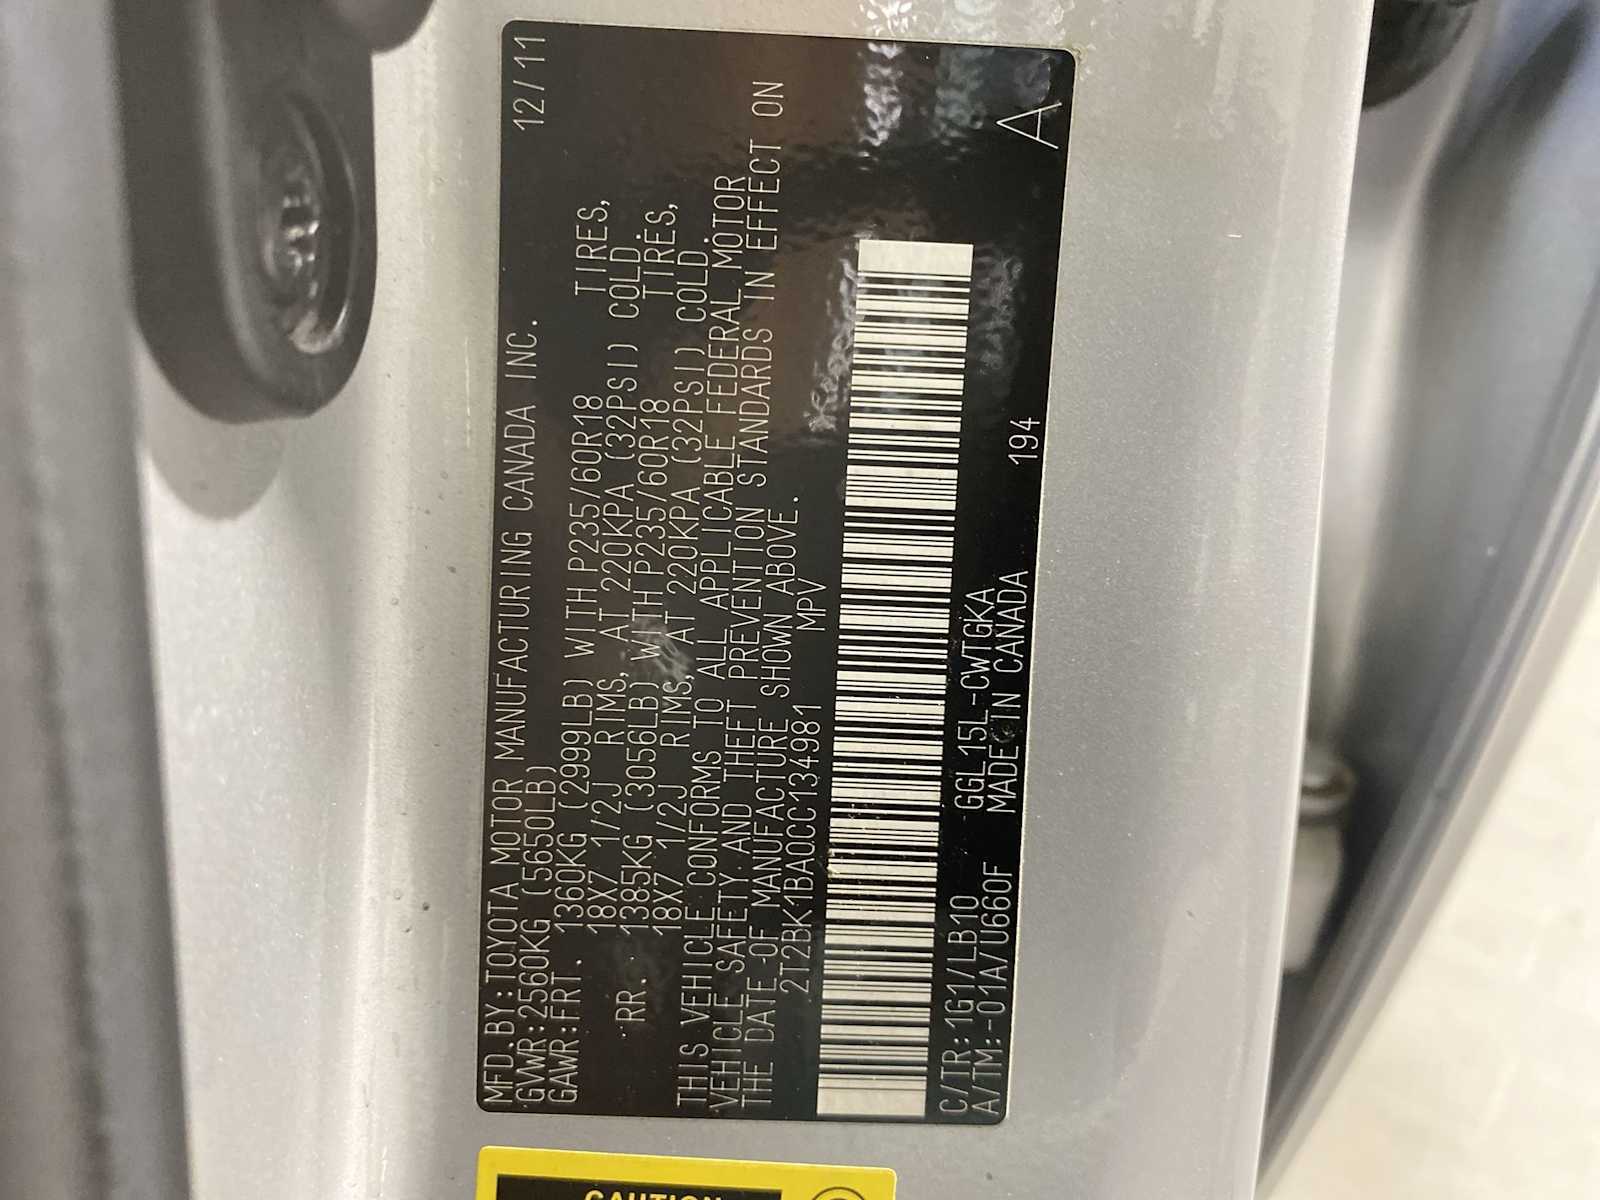 MFD.BY:TOYOTA MOTOR MANUFACTURING CANADA INC. 12/11
GVWR:2560KG (5650LB)
GAWR:FRT. 1360KG (2999LB) WITH P235/60R18 TIRES,
18X7 1/2J RIMS, AT 220KPA (32PSI) COLD.
RR. 1385KG (3056LB) WITH P235/60R18 TIRES,
18X7 1/2J RIMS, AT 220KPA (32PSI) COLD.
THIS VEHICLE CONFORMS TO ALL APPLICABLE FEDERAL MOTOR
VEHICLE SAFETY AND THEFT PREVENTION STANDARDS IN EFFECT ON
THE DATE OF MANUFACTURE SHOWN ABOVE.
2T2BK1BA0CC134981 MPV
C/TR:1G1/LB10 GGL15L-CWTGKA
A/TM:-01A/U660F MADE IN CANADA 194 A
CAUTION